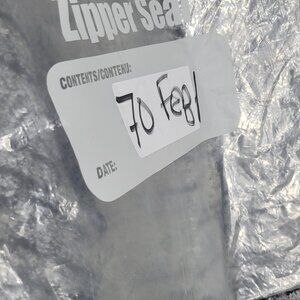 Zipper Seal
CONTENTS/CONTENU:
70 FEB1
DATE: